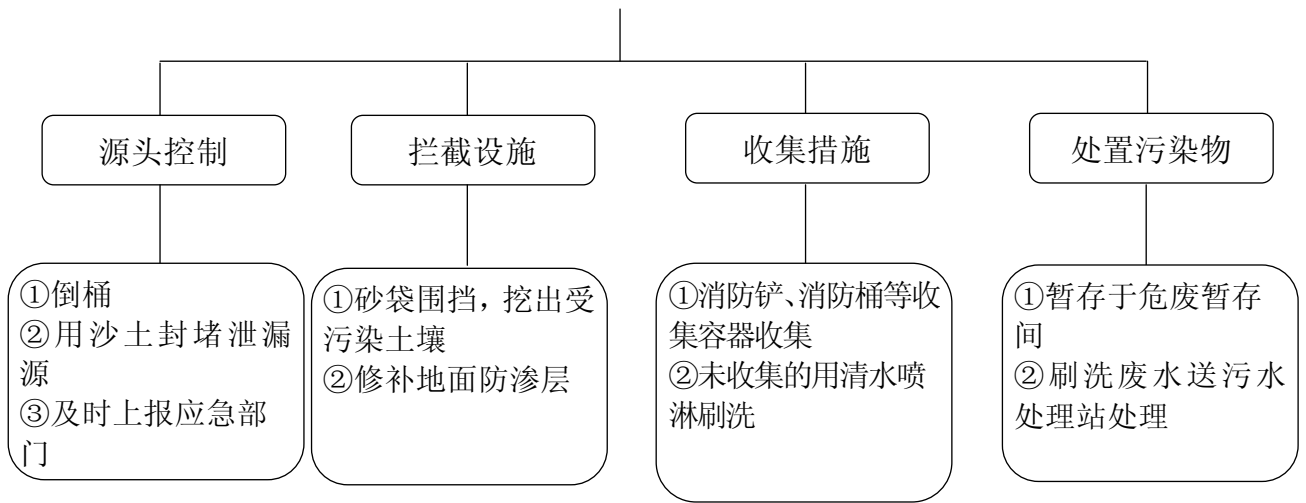 源头控制
拦截设施
收集措施
处置污染物
①倒桶
②用沙土封堵泄漏
源
③及时上报应急部
门
①砂袋围挡，挖出受
污染土壤
②修补地面防渗层
①消防铲、消防桶等收
集容器收集
②未收集的用清水喷
淋刷洗
①暂存于危废暂存
间
②刷洗废水送污水
处理站处理